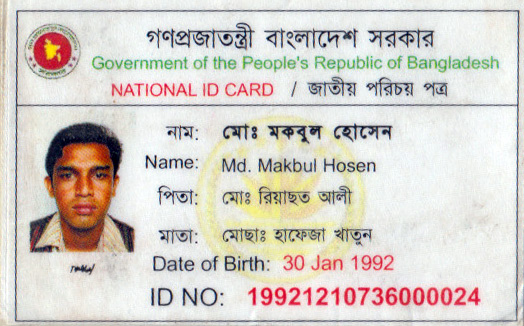 গণপ্রজাতন্ত্রী বাংলাদেশ সরকার
Government of the People's Republic of Bangladesh
NATIONAL ID CARD / জাতীয় পরিচয় পত্র
নাম: মোঃ মকবুল হোসেন
Name: Md. Makbul Hosen
পিতা: মোঃ রিয়াছত আলী
মাতা: মোছাঃ হাফেজা খাতুন
Date of Birth: 30 Jan 1992
ID NO: 19921210736000024